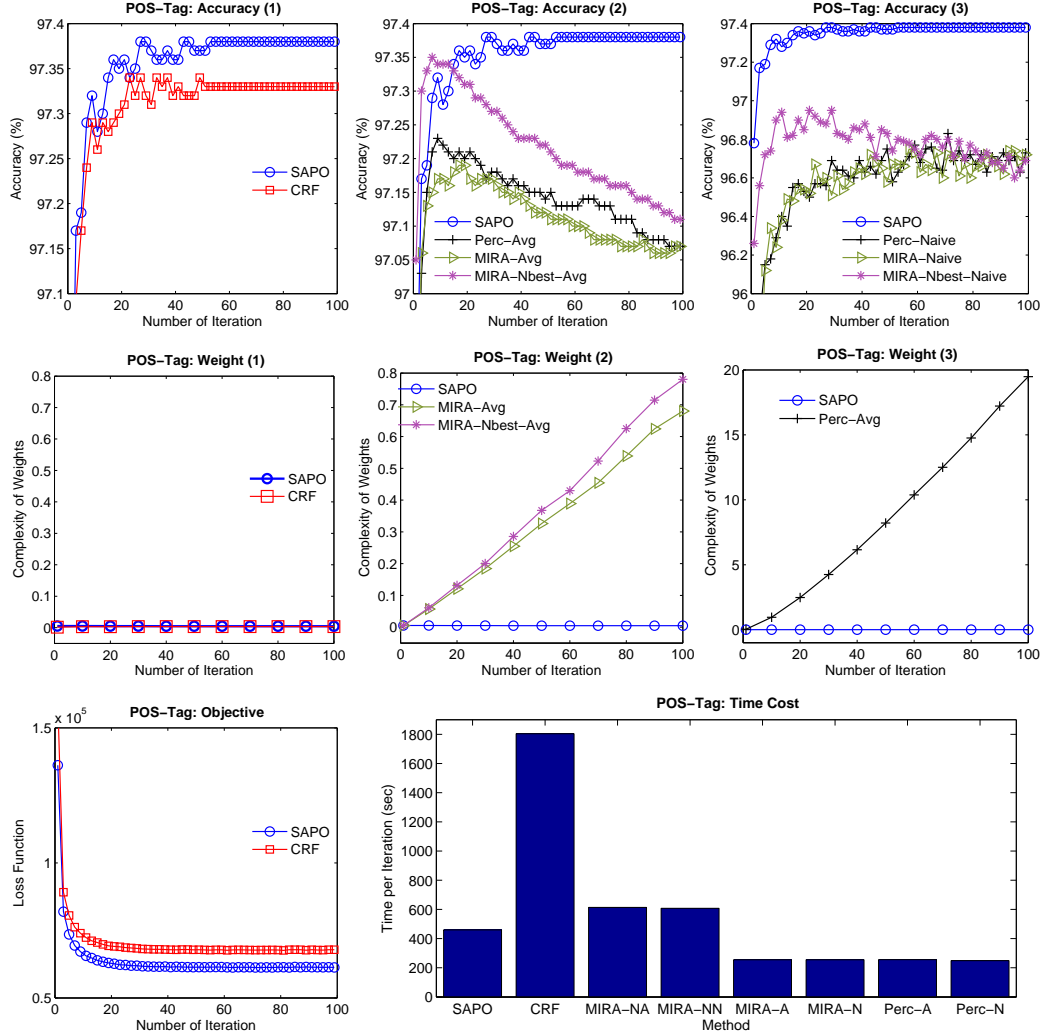 POS-Tag: Accuracy (1)
97.4
97.3
97.2
97.1
0 20 40 60 80 100
Accuracy (%)
Number of Iteration
SAPO
CRF
POS-Tag: Accuracy (2)
97.4
97.35
97.3
97.25
97.2
97.15
97.1
97.05
97
0 20 40 60 80 100
Accuracy (%)
Number of Iteration
SAPO
Perc-Avg
MIRA-Avg
MIRA-Nbest-Avg
POS-Tag: Accuracy (3)
97.4
97.2
97
96.8
96.6
96.4
96.2
96
0 20 40 60 80 100
Accuracy (%)
Number of Iteration
SAPO
Perc-Naive
MIRA-Naive
MIRA-Nbest-Naive
POS-Tag: Weight (1)
0.8
0.7
0.6
0.5
0.4
0.3
0.2
0.1
0
0 20 40 60 80 100
Complexity of Weights
Number of Iteration
SAPO
CRF
POS-Tag: Weight (2)
0.8
0.7
0.6
0.5
0.4
0.3
0.2
0.1
0
0 20 40 60 80 100
Complexity of Weights
Number of Iteration
SAPO
MIRA-Avg
MIRA-Nbest-Avg
POS-Tag: Weight (3)
20
15
10
5
0
0 20 40 60 80 100
Complexity of Weights
Number of Iteration
SAPO
Perc-Avg
POS-Tag: Objective
x 10^5
1.5
1
0.5
0 20 40 60 80 100
Loss Function
Number of Iteration
SAPO
CRF
POS-Tag: Time Cost
1800
1600
1400
1200
1000
800
600
400
200
0
Time per Iteration (sec)
SAPO CRF MIRA-NA MIRA-NN MIRA-A MIRA-N Perc-A Perc-N
Method